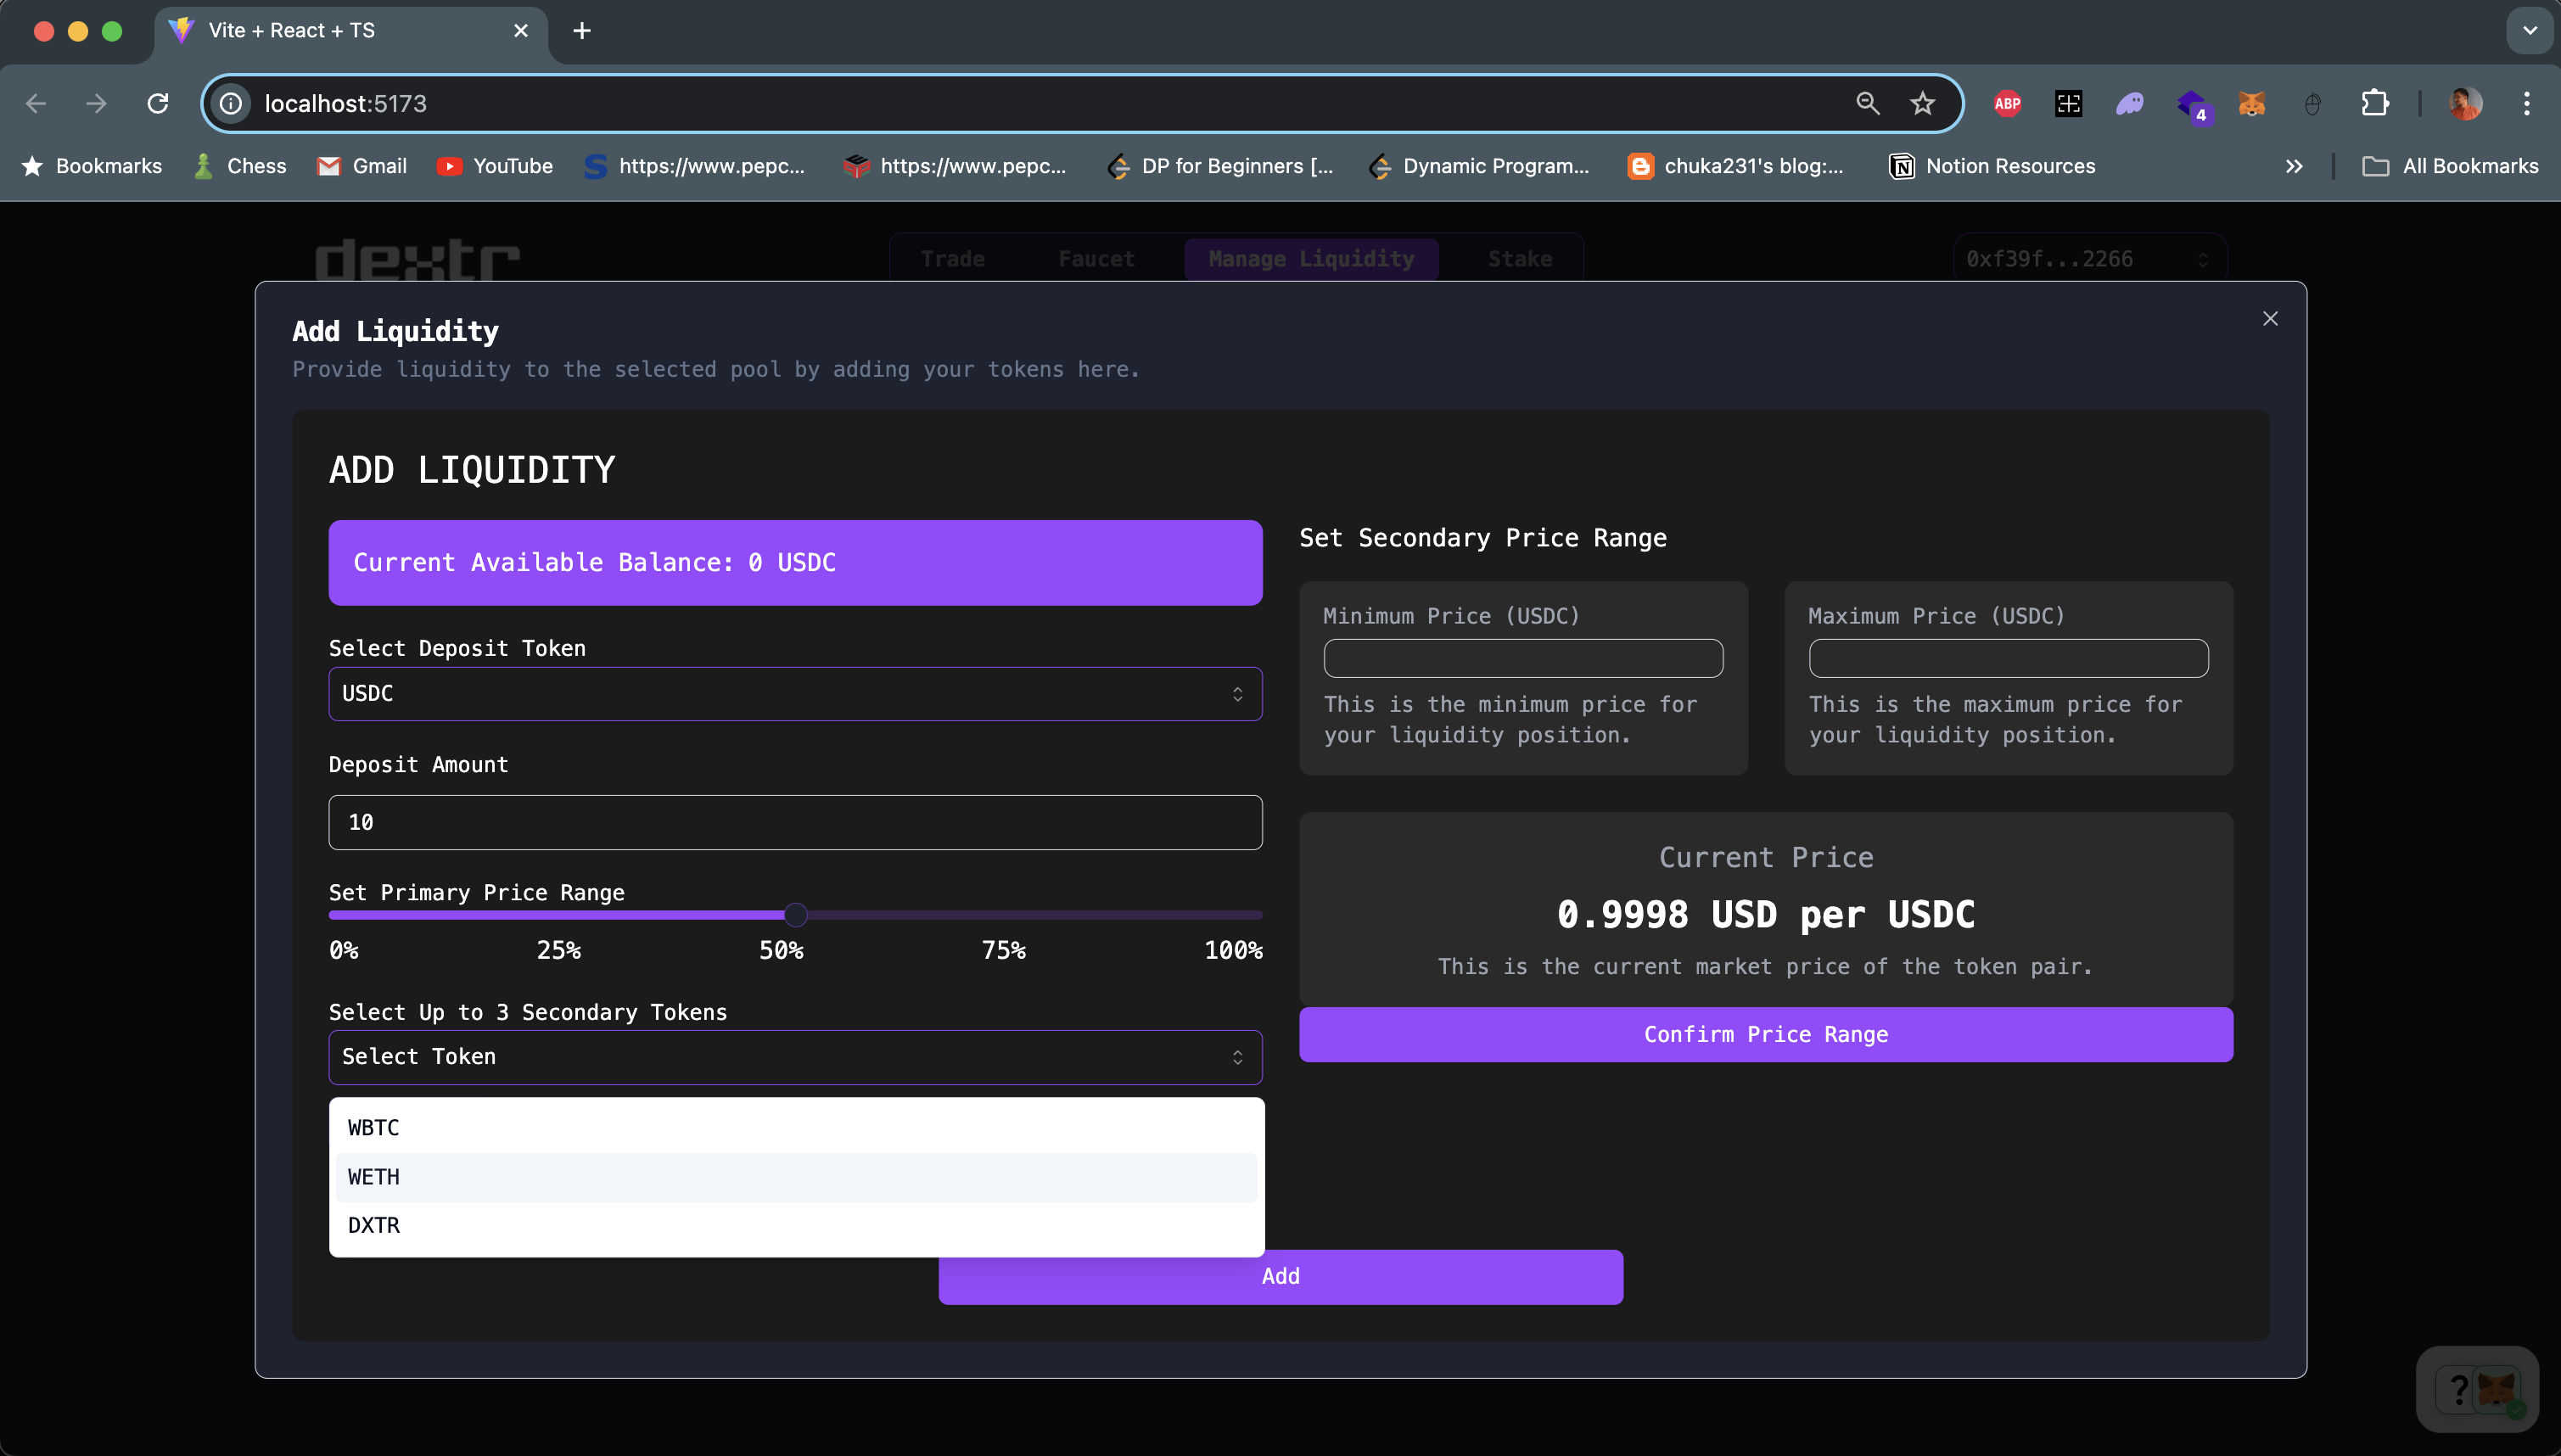 Vite + React + TS
localhost:5173
ABP
4
Bookmarks
Chess
Gmail
YouTube
https://www.pepc...
https://www.pepc...
DP for Beginners [...
Dynamic Program...
chuka231's blog:...
Notion Resources
All Bookmarks
dextr
Trade
Faucet
Manage Liquidity
Stake
0xf39f...2266
Add Liquidity
Provide liquidity to the selected pool by adding your tokens here.
ADD LIQUIDITY
Current Available Balance: 0 USDC
Select Deposit Token
USDC
Deposit Amount
10
Set Primary Price Range
0% 25% 50% 75% 100%
Select Up to 3 Secondary Tokens
Select Token
WBTC
WETH
DXTR
Set Secondary Price Range
Minimum Price (USDC)
This is the minimum price for
your liquidity position.
Maximum Price (USDC)
This is the maximum price for
your liquidity position.
Current Price
0.9998 USD per USDC
This is the current market price of the token pair.
Confirm Price Range
Add
?